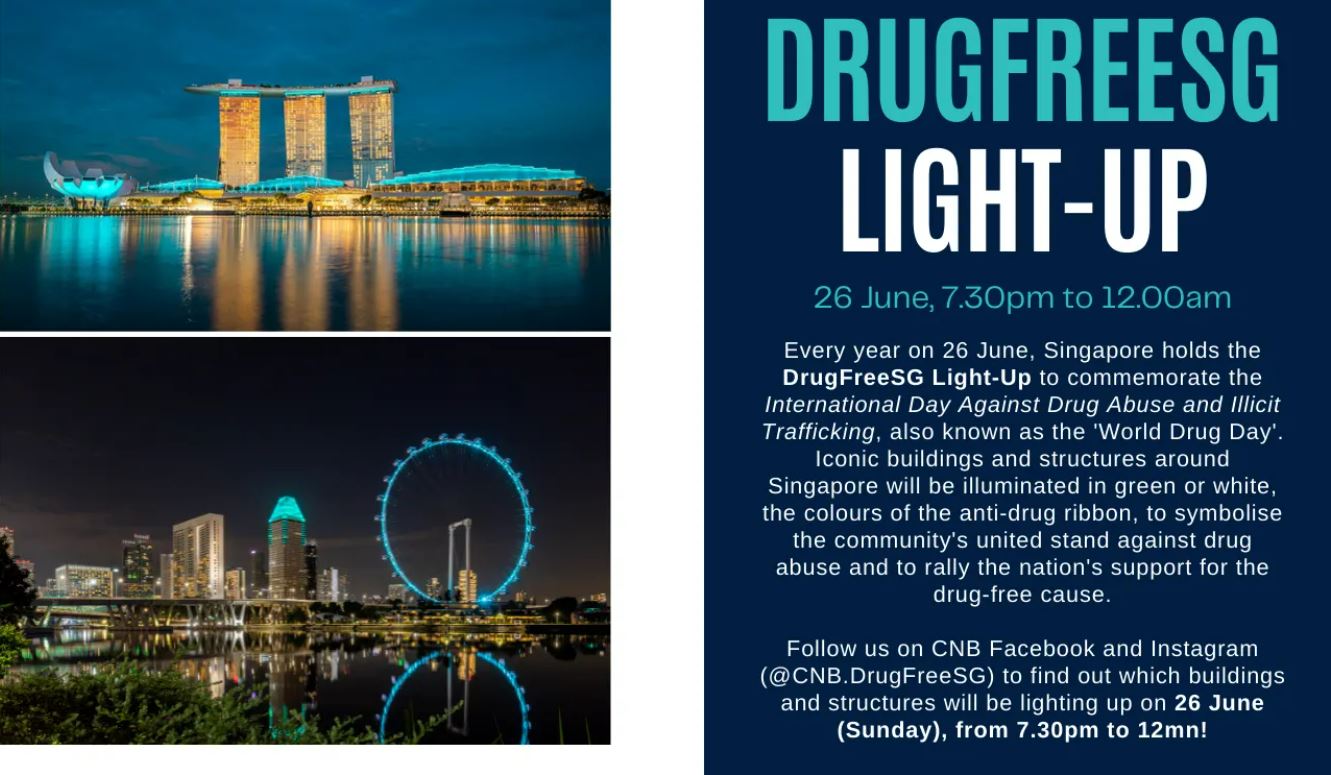 DRUGFREESG
LIGHT-UP
26 June, 7.30pm to 12.00am
Every year on 26 June, Singapore holds the
DrugFreeSG Light-Up to commemorate the
International Day Against Drug Abuse and Illicit
Trafficking, also known as the 'World Drug Day'.
Iconic buildings and structures around
Singapore will be illuminated in green or white,
the colours of the anti-drug ribbon, to symbolise
the community's united stand against drug
abuse and to rally the nation's support for the
drug-free cause.
Follow us on CNB Facebook and Instagram
(@CNB.DrugFreeSG) to find out which buildings
and structures will be lighting up on 26 June
(Sunday), from 7.30pm to 12mn!